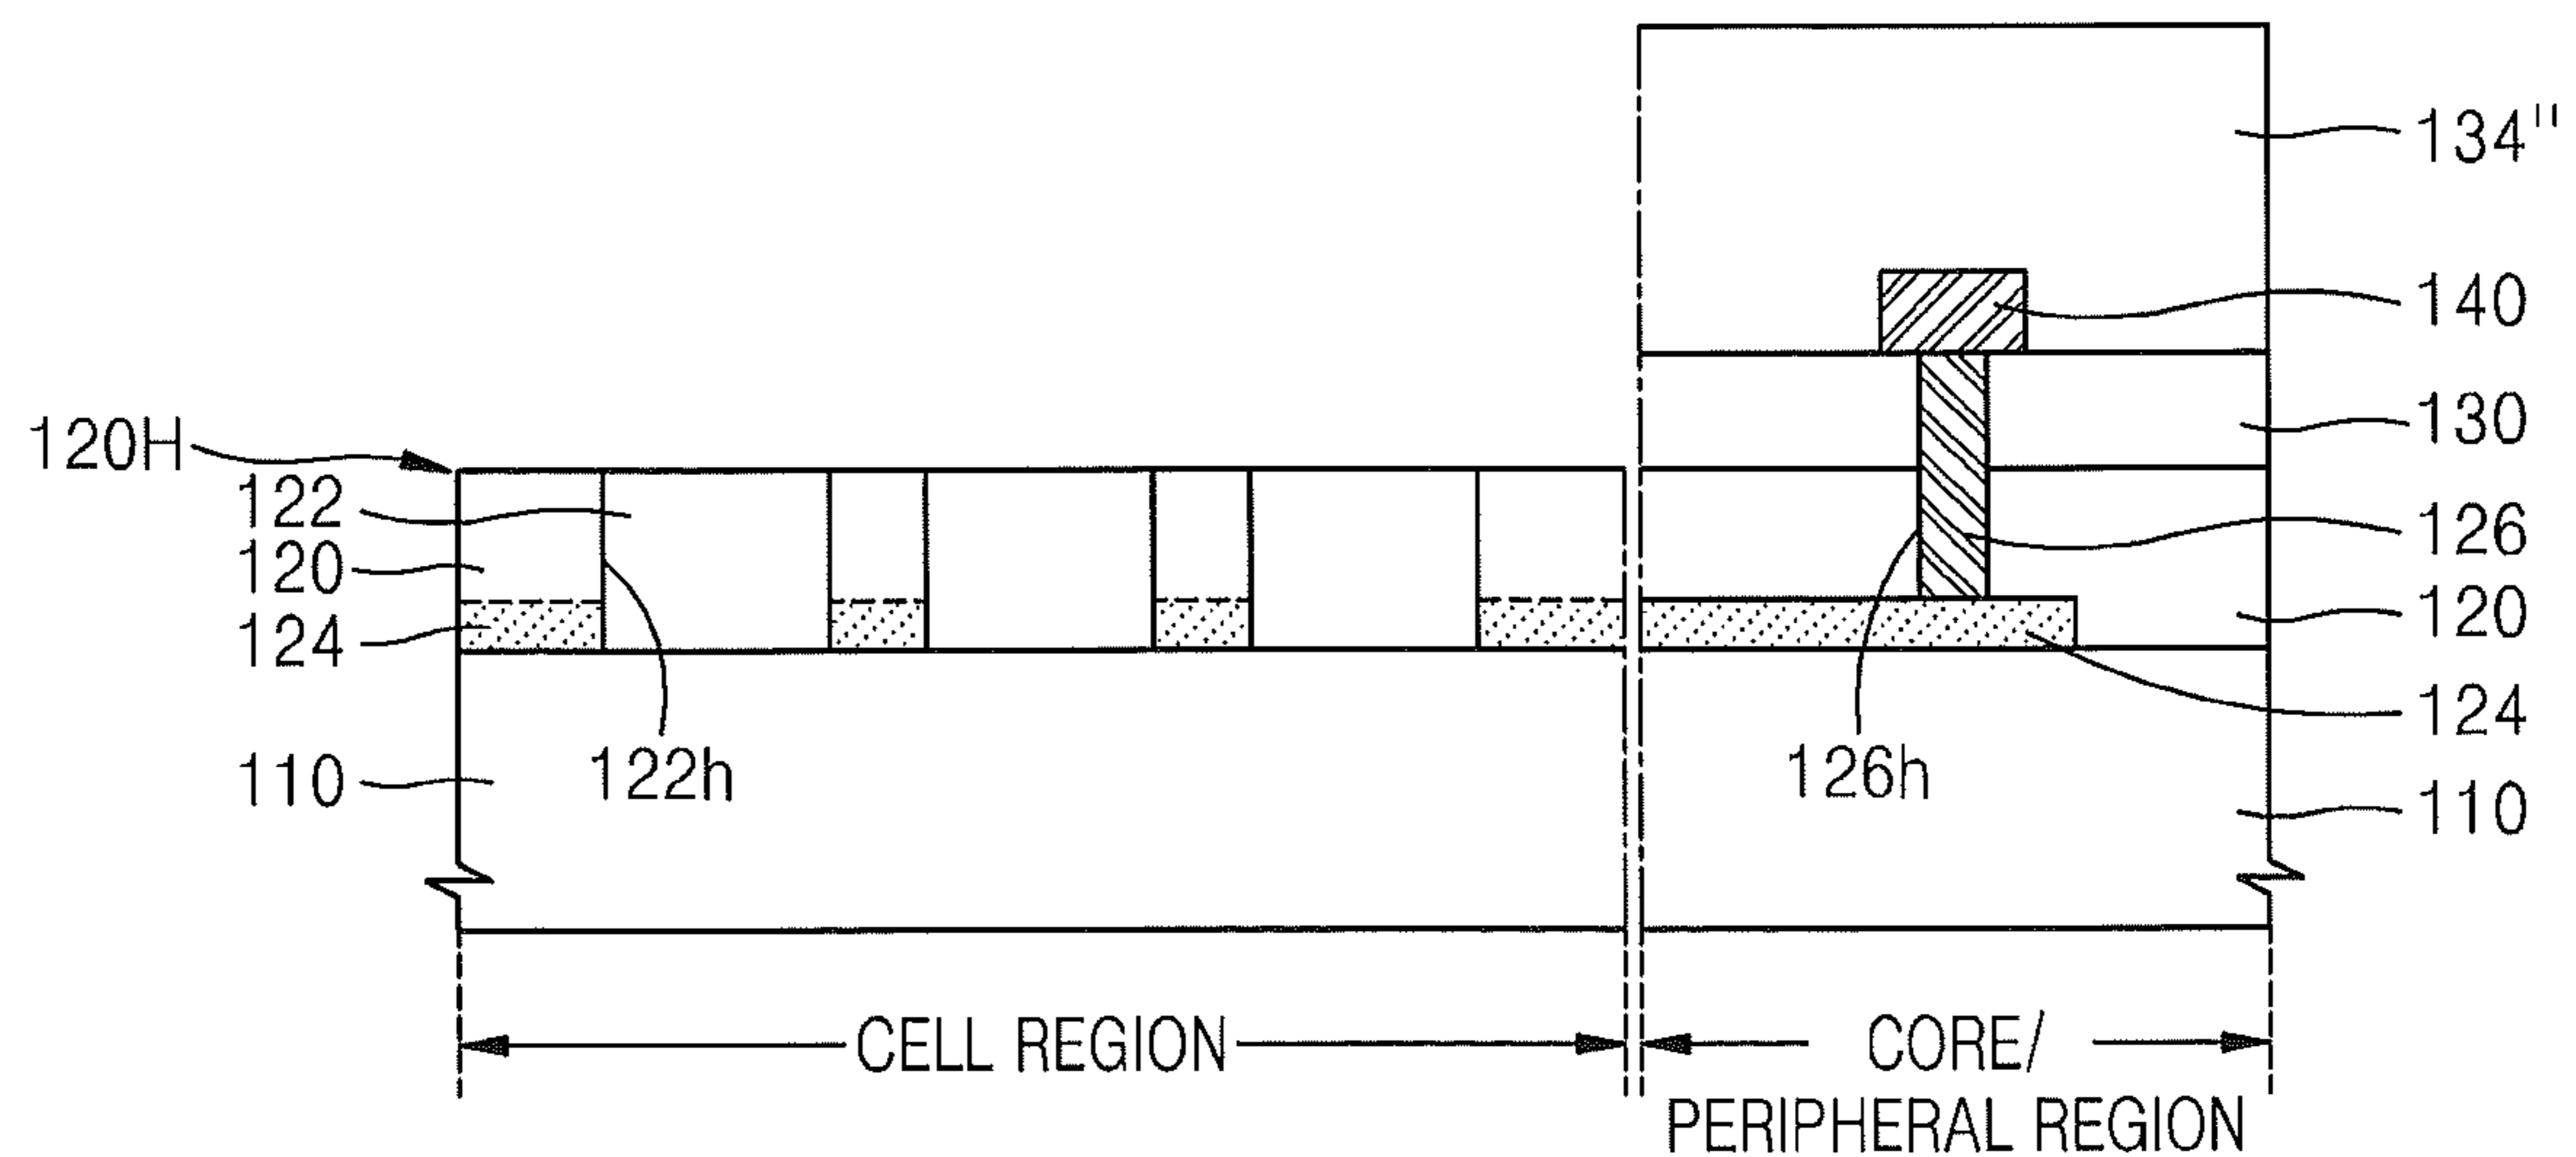 134"
140
120H
130
122
126
120
120
124
124
110
122h
126h
110
CELL REGION
CORE/
PERIPHERAL REGION